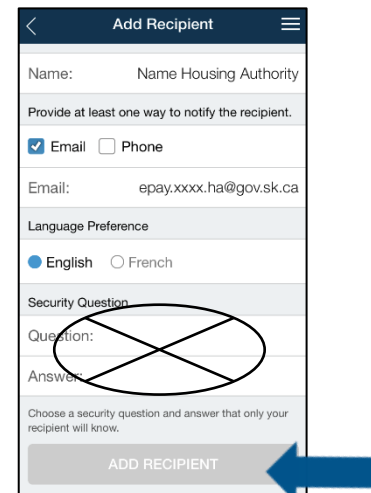 Add Recipient
Name: Name Housing Authority
Provide at least one way to notify the recipient.
Email Phone
Email: epay.xxxx.ha@gov.sk.ca
Language Preference
English French
Security Question
Question:
Answer:
Choose a security question and answer that only your
recipient will know.
ADD RECIPIENT